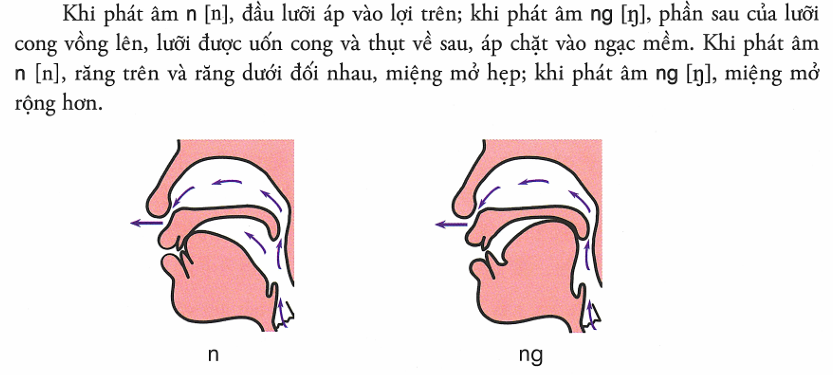 Khi phát âm n [n], đầu lưỡi áp vào lợi trên; khi phát âm ng [ŋ], phần sau của lưỡi
cong vồng lên, lưỡi được uốn cong và thụt về sau, áp chặt vào ngạc mềm. Khi phát âm
n [n], răng trên và răng dưới đối nhau, miệng mở hẹp; khi phát âm ng [ŋ], miệng mở
rộng hơn.
n
ng